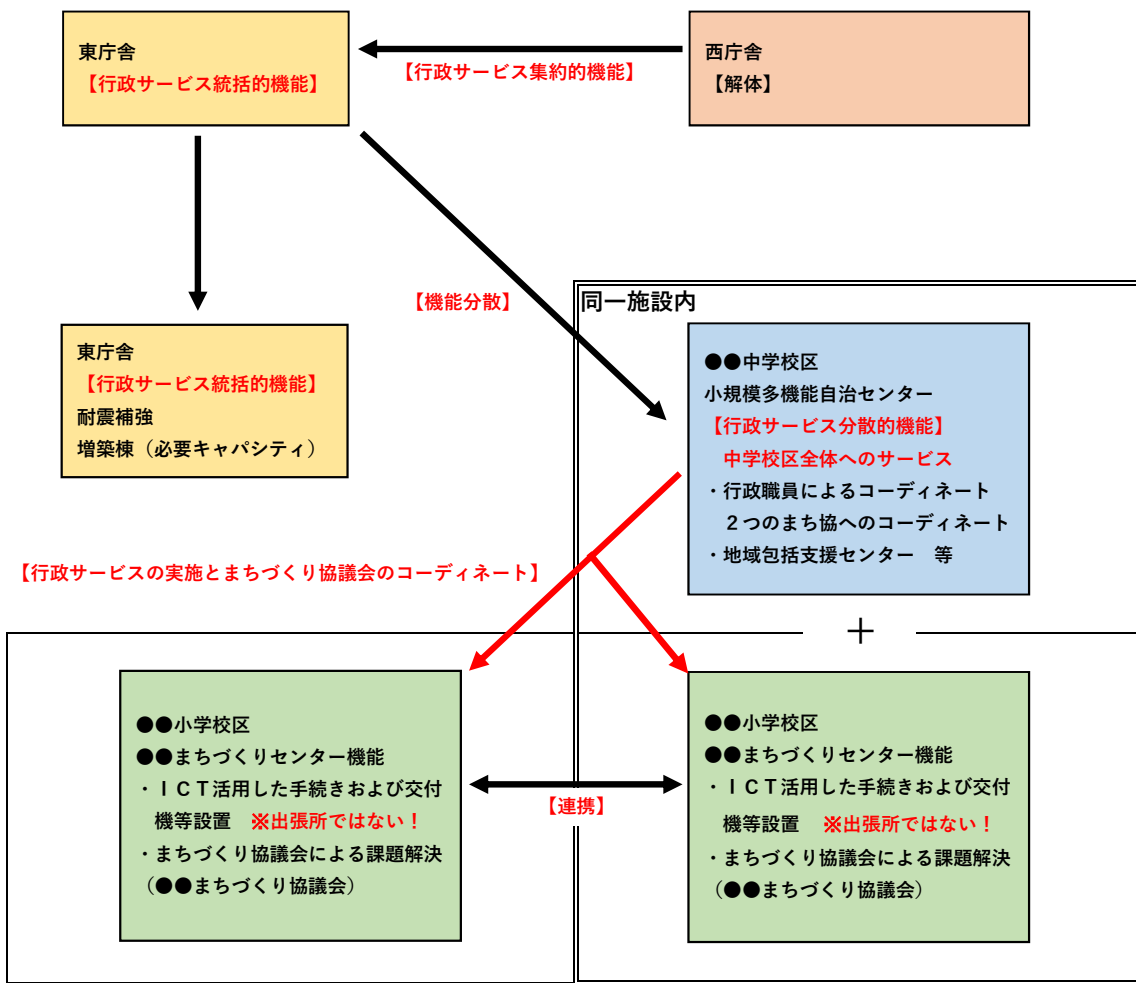 東庁舎
【行政サービス統括的機能】
【行政サービス集約的機能】
西庁舎
【解体】
【機能分散】
東庁舎
【行政サービス統括的機能】
耐震補強
増築棟（必要キャパシティ）
同一施設内
●●中学校区
小規模多機能自治センター
【行政サービス分散的機能】
中学校区全体へのサービス
・行政職員によるコーディネート
２つのまち協へのコーディネート
・地域包括支援センター　等
【行政サービスの実施とまちづくり協議会のコーディネート】
＋
●●小学校区
●●まちづくりセンター機能
・ＩＣＴ活用した手続きおよび交付
機等設置　※出張所ではない！
・まちづくり協議会による課題解決
（●●まちづくり協議会）
【連携】
●●小学校区
●●まちづくりセンター機能
・ＩＣＴ活用した手続きおよび交付
機等設置　※出張所ではない！
・まちづくり協議会による課題解決
（●●まちづくり協議会）